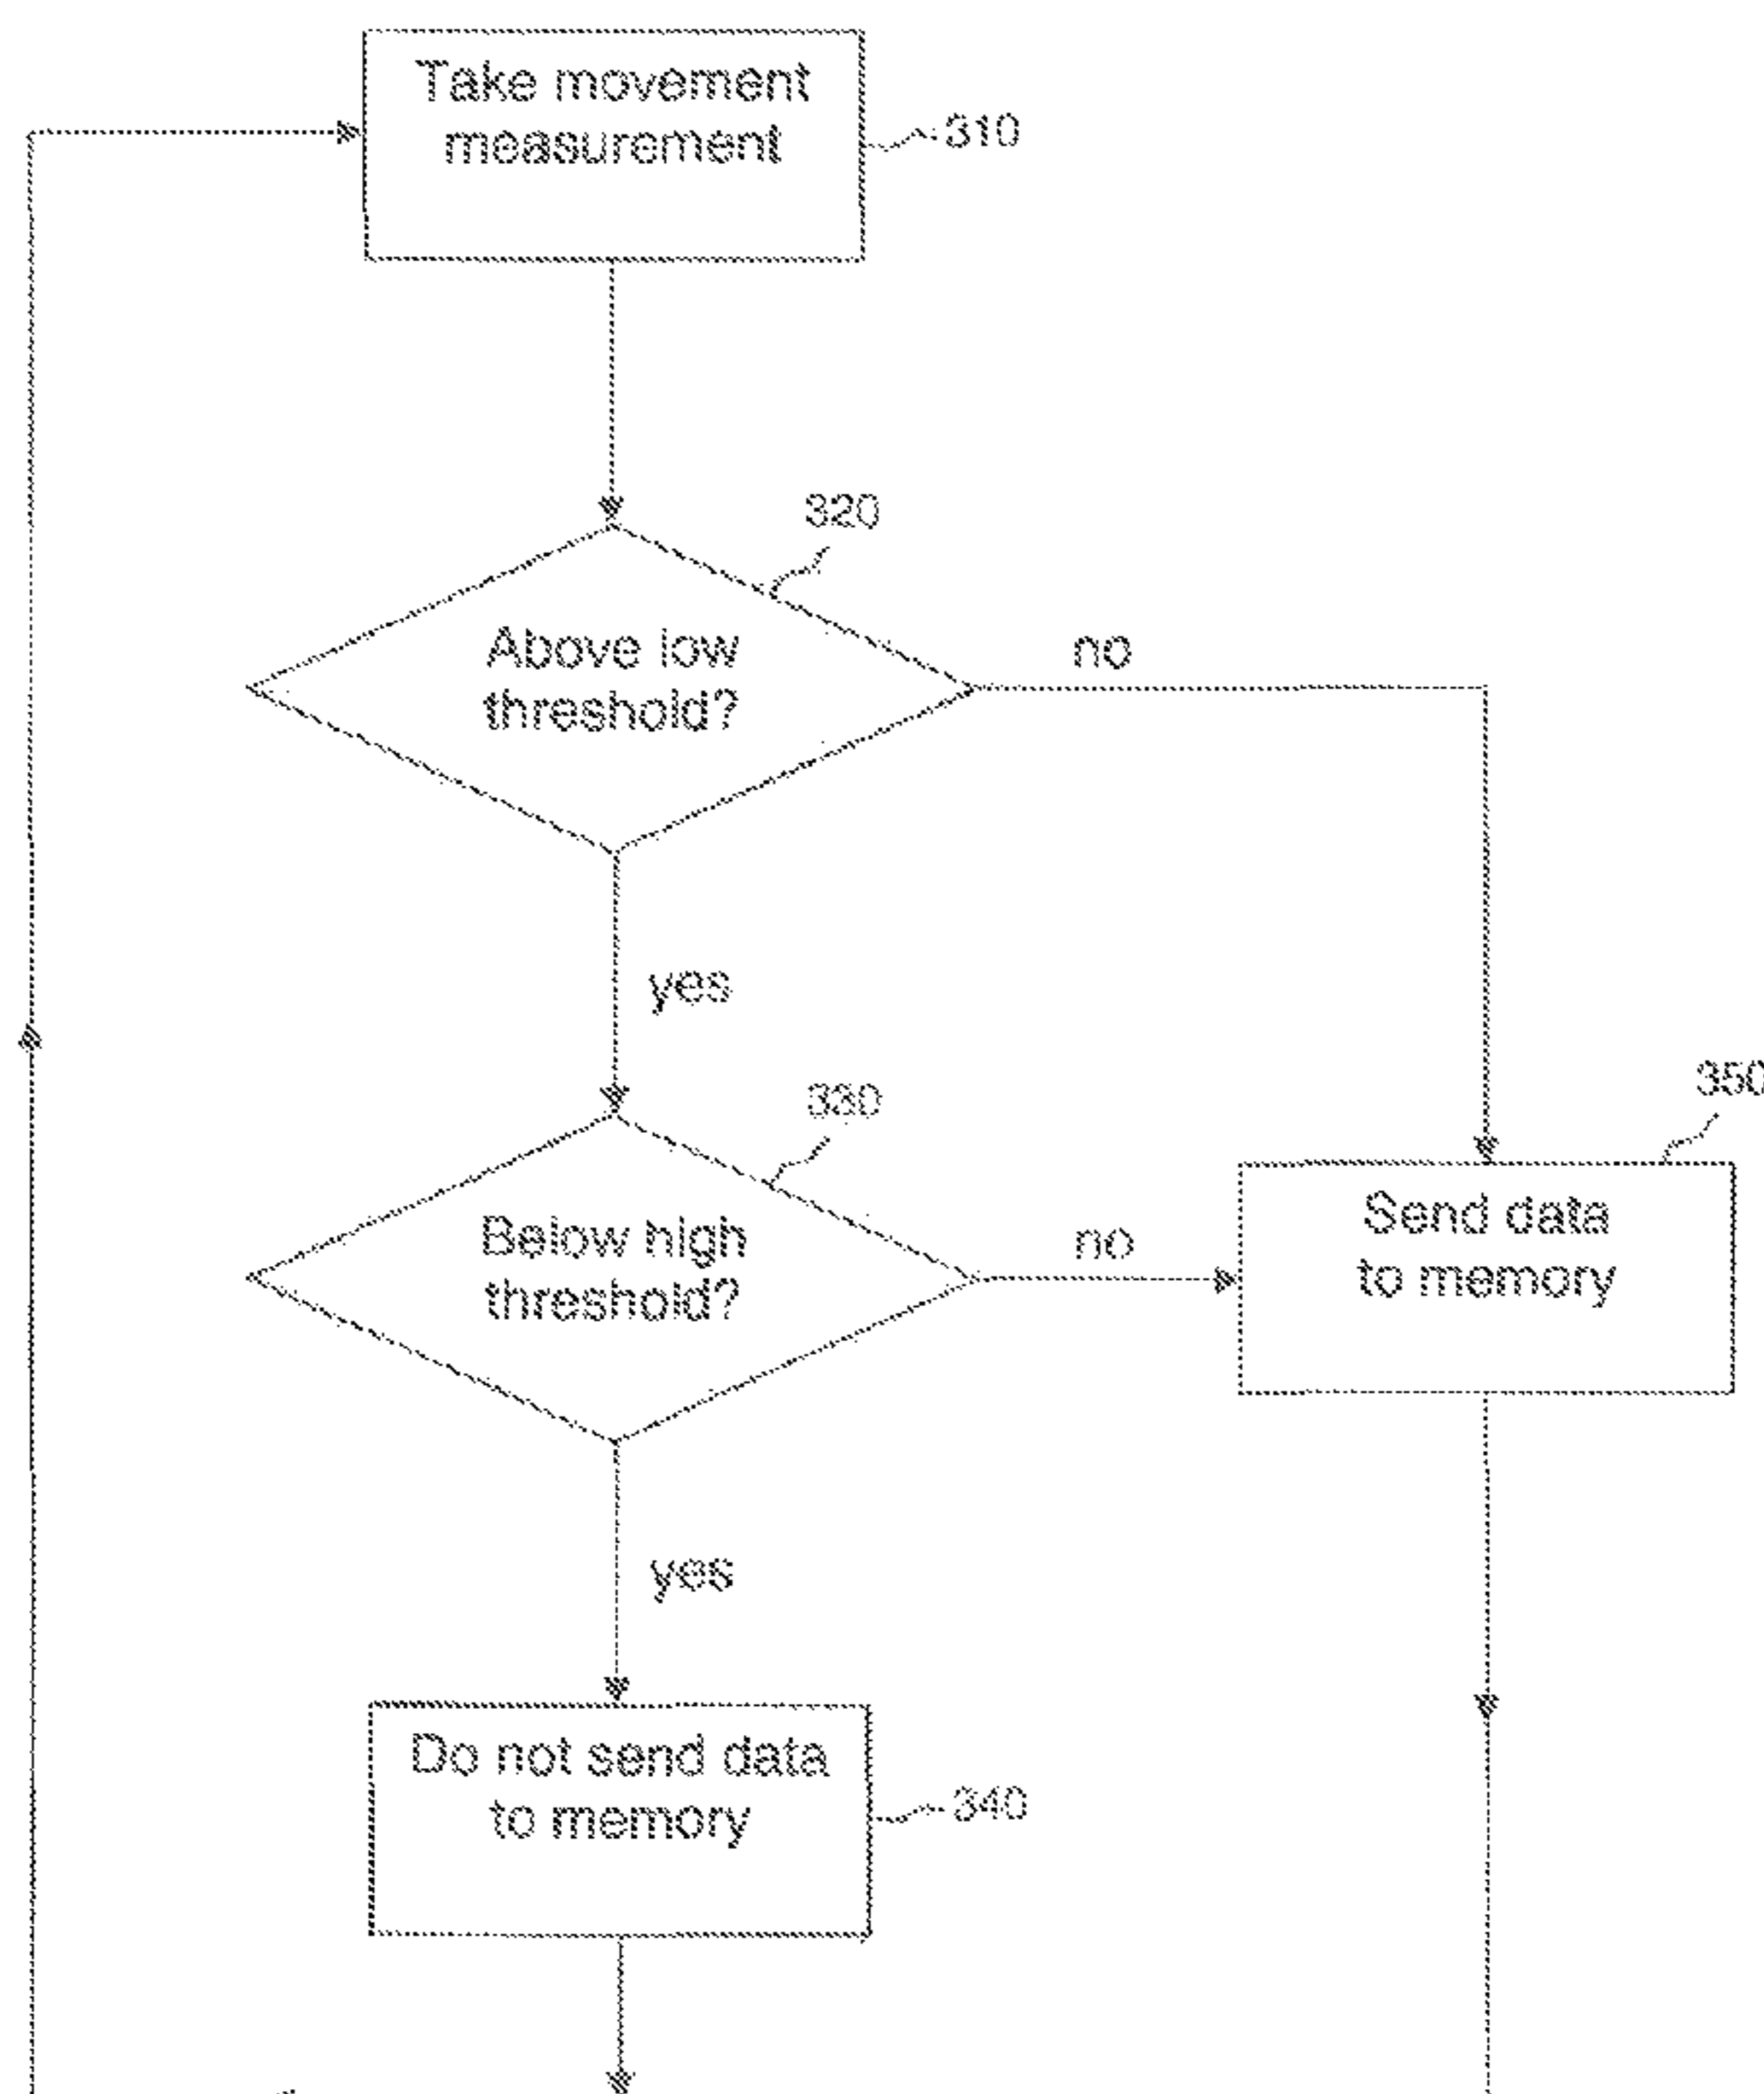 Take movement
measurement
310
320
Above low
threshold?
no
yes
330
350
Below high
threshold?
no
Send data
to memory
yes
Do not send data
to memory
340